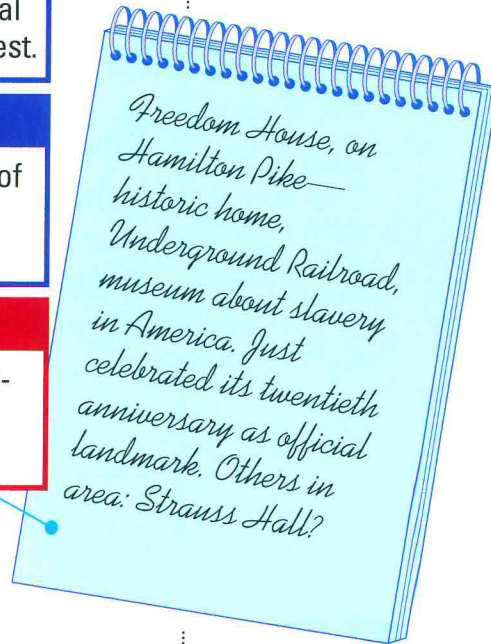 al
est.
of
-
Freedom House, on
Hamilton Pike—
historic home,
Underground Railroad,
museum about slavery
in America. Just
celebrated its twentieth
anniversary as official
landmark. Others in
area: Strauss Hall?